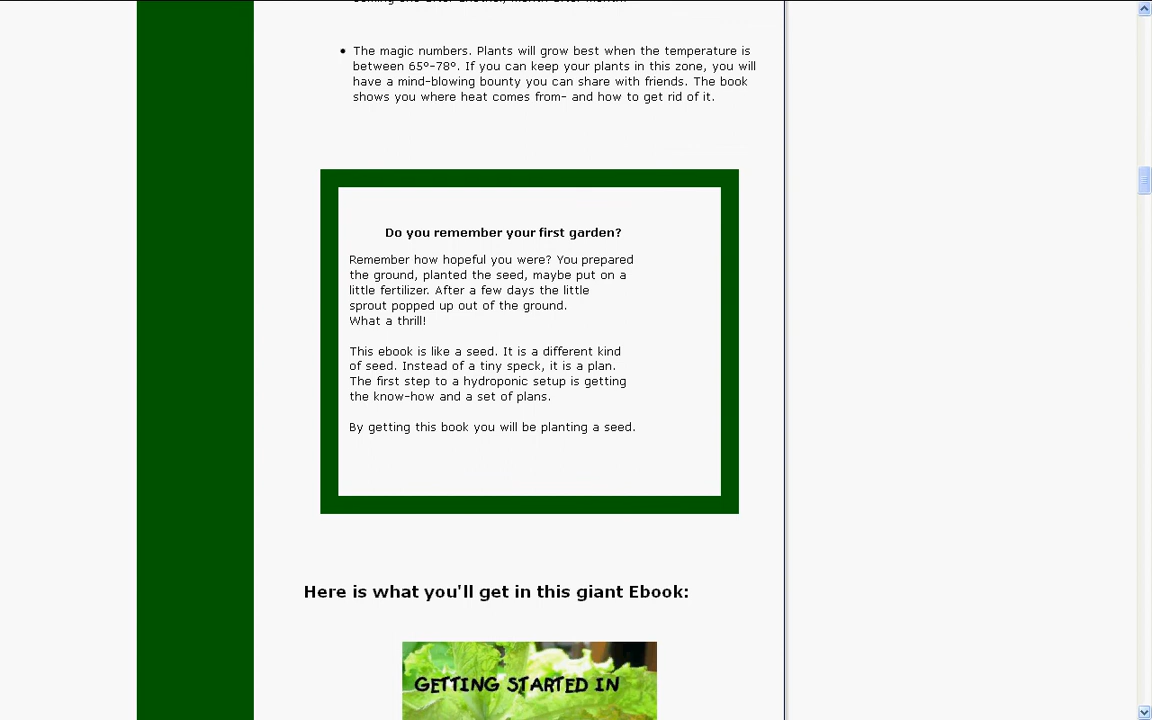 The magic numbers. Plants will grow best when the temperature is
between 65º-78º. If you can keep your plants in this zone, you will
have a mind-blowing bounty you can share with friends. The book
shows you where heat comes from- and how to get rid of it.
Do you remember your first garden?
Remember how hopeful you were? You prepared
the ground, planted the seed, maybe put on a
little fertilizer. After a few days the little
sprout popped up out of the ground.
What a thrill!
This ebook is like a seed. It is a different kind
of seed. Instead of a tiny speck, it is a plan.
The first step to a hydroponic setup is getting
the know-how and a set of plans.
By getting this book you will be planting a seed.
Here is what you'll get in this giant Ebook:
GETTING STARTED IN